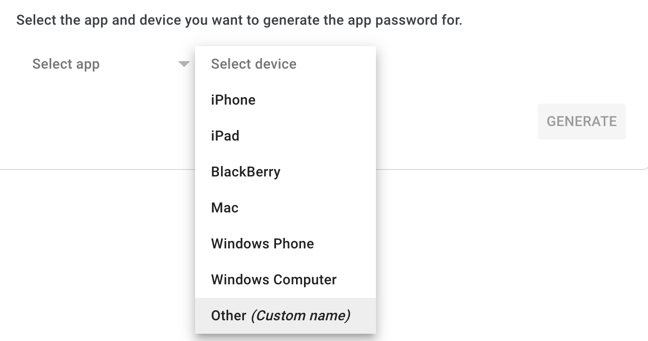 Select the app and device you want to generate the app password for.
Select app
Select device
iPhone
iPad
BlackBerry
Mac
Windows Phone
Windows Computer
Other (Custom name)
GENERATE